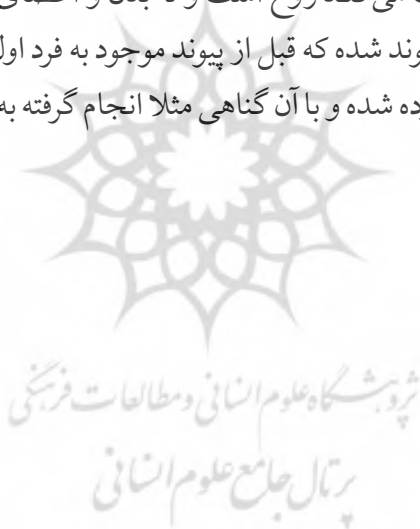 روح است و نه بدن و اعضای
وند شده که قبل از پیوند موجود به فرد اول
ده شده و با آن گناهی مثلا انجام گرفته به
پژوهشگاه علوم انسانی و مطالعات فرهنگی
پرتال جامع علوم انسانی